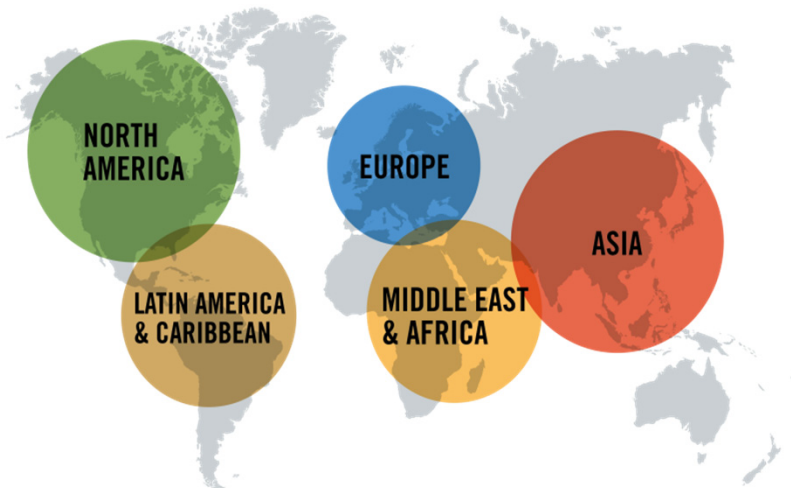 NORTH
AMERICA
EUROPE
ASIA
LATIN AMERICA
& CARIBBEAN
MIDDLE EAST
& AFRICA